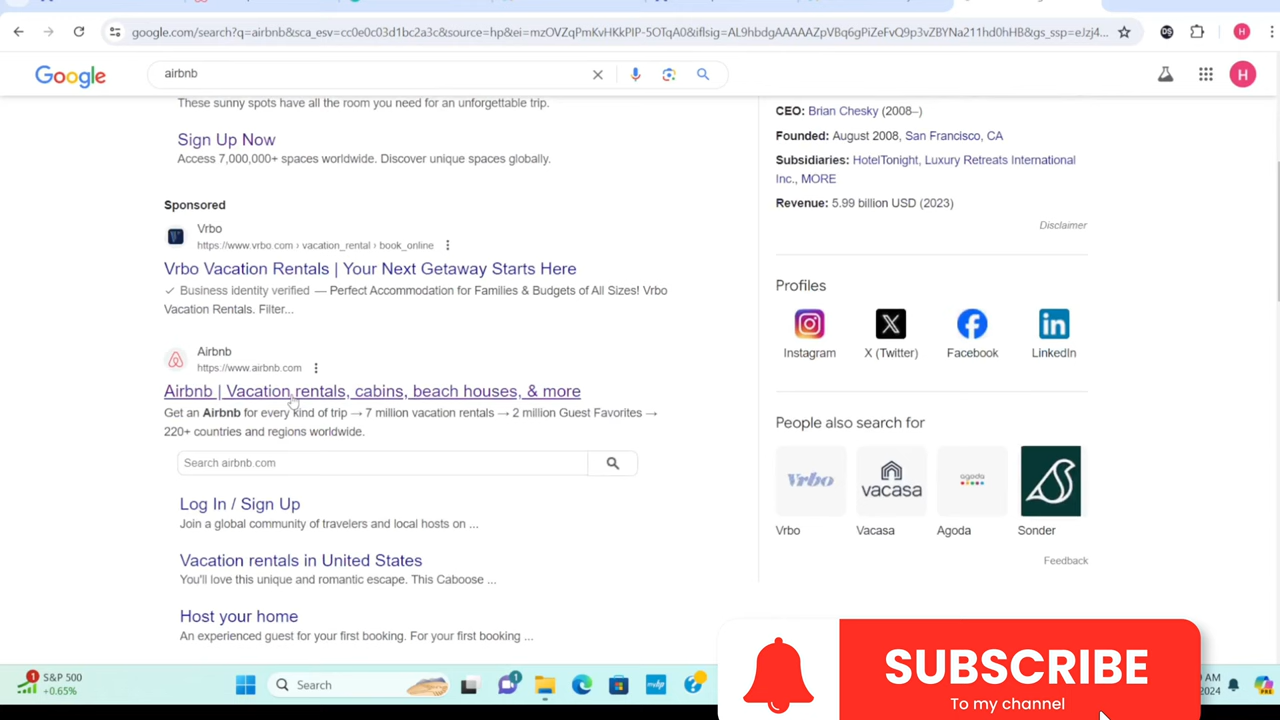 google.com/search?q=airbnb&sca_esv=cc0e0c03d1bc2a3c&source=hp&ei=mzOVZqPmKvHKkPIP-5OTqA0&iflsig=AL9hbdgAAAAAZpVBq6gPiZeFvQ9p3vZBYNa211hd0hHB&gs_ssp=eJzj4...
DS
H
Google
airbnb
H
These sunny spots have all the room you need for an unforgettable trip.
Sign Up Now
Access 7,000,000+ spaces worldwide. Discover unique spaces globally.
Sponsored
Vrbo
https://www.vrbo.com › vacation_rental › book_online
Vrbo Vacation Rentals | Your Next Getaway Starts Here
Business identity verified — Perfect Accommodation for Families & Budgets of All Sizes! Vrbo
Vacation Rentals. Filter...
Airbnb
https://www.airbnb.com
Airbnb | Vacation rentals, cabins, beach houses, & more
Get an Airbnb for every kind of trip → 7 million vacation rentals → 2 million Guest Favorites →
220+ countries and regions worldwide.
Search airbnb.com
Log In / Sign Up
Join a global community of travelers and local hosts on ...
Vacation rentals in United States
You'll love this unique and romantic escape. This Caboose ...
Host your home
An experienced guest for your first booking. For your first booking ...
CEO: Brian Chesky (2008–)
Founded: August 2008, San Francisco, CA
Subsidiaries: HotelTonight, Luxury Retreats International
Inc., MORE
Revenue: 5.99 billion USD (2023)
Disclaimer
Profiles
Instagram
X (Twitter)
Facebook
LinkedIn
People also search for
Vrbo
vacasa
agoda
Vrbo
Vacasa
Agoda
Sonder
Feedback
SUBSCRIBE
To my channel
1
S&P 500
+0.65%
Search
1
AM
2024
PRE